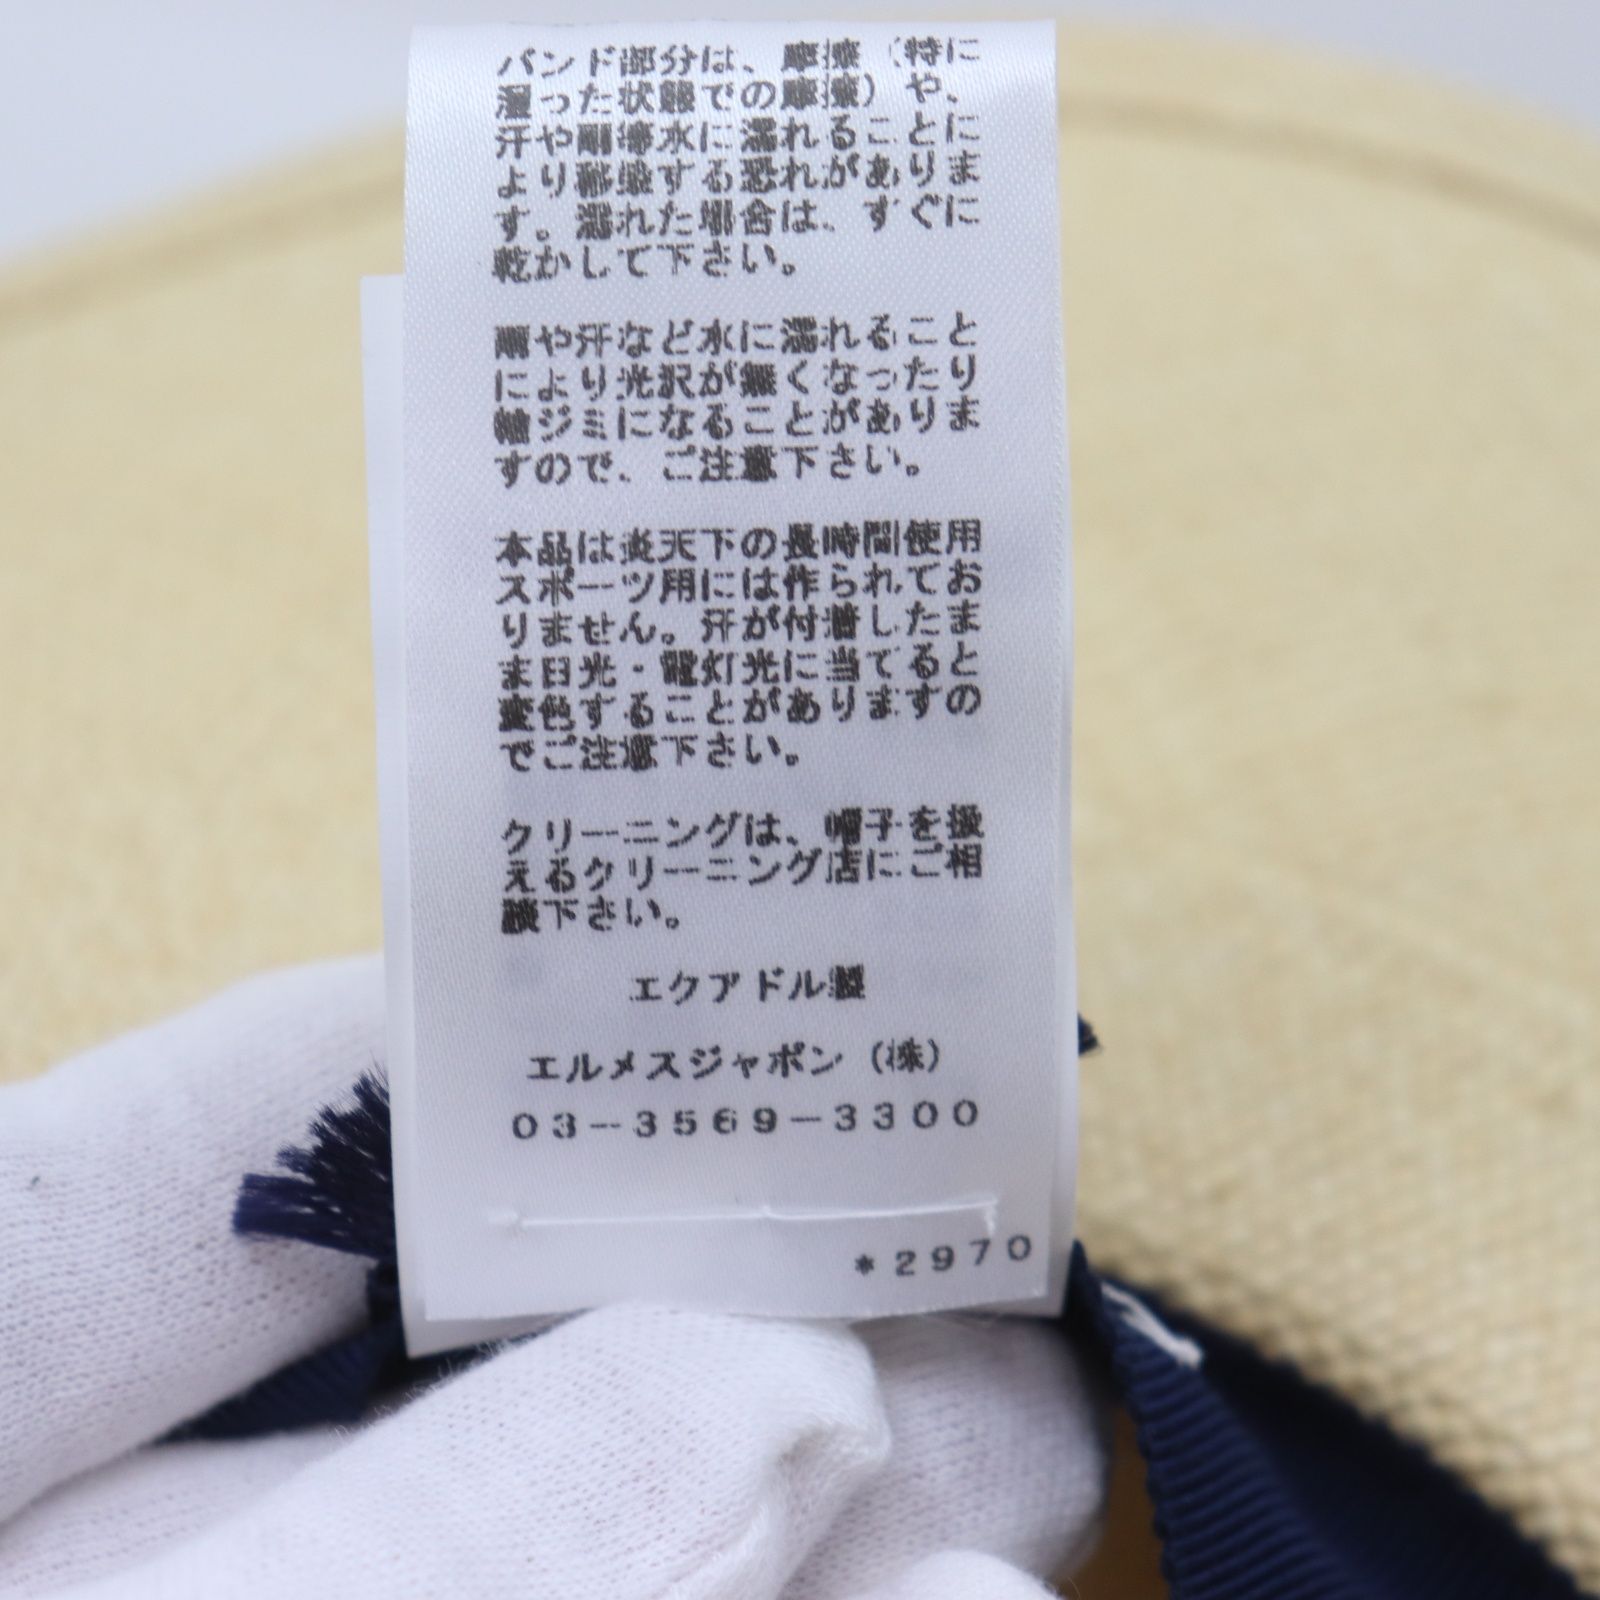 バンド部分は、摩擦（特に
湿った状態での摩擦）や、
汗や雨等水に濡れることに
より移染する恐れがありま
す。濡れた場合は、すぐに
乾かして下さい。
雨や汗など水に濡れること
により光沢が無くなったり
輪ジミになることがありま
すので、ご注意下さい。
本品は炎天下の長時間使用
スポーツ用には作られてお
りません。汗が付着したま
ま日光・電灯光に当てると
変色することがありますの
でご注意下さい。
クリーニングは、帽子を扱
えるクリーニング店にご相
談下さい。
エクアドル製
エルメスジャポン（株）
０３－３５６９－３３００
*2970